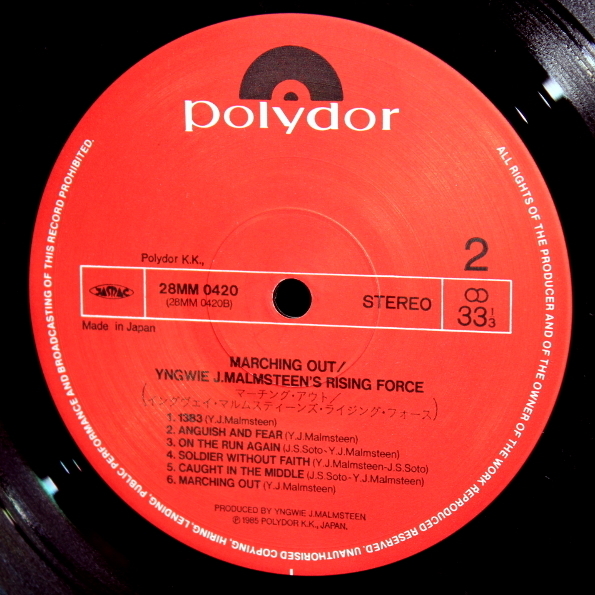 polydor
Polydor K.K.,
2
JASRAC
28MM 0420
(28MM 0420B)
STEREO
33 1/3
Made in Japan
MARCHING OUT/
YNGWIE J.MALMSTEEN'S RISING FORCE
(マーチング・アウト/
イングヴェイ・マルムスティーンズ・ライジング・フォース)
1. 1383 (Y.J.Malmsteen)
2. ANGUISH AND FEAR (Y.J.Malmsteen)
3. ON THE RUN AGAIN (J.S.Soto~Y.J.Malmsteen)
4. SOLDIER WITHOUT FAITH (Y.J.Malmsteen-J.S.Soto)
5. CAUGHT IN THE MIDDLE (J.S.Soto-Y.J.Malmsteen)
6. MARCHING OUT (Y.J.Malmsteen)
PRODUCED BY YNGWIE J.MALMSTEEN
℗ 1985 POLYDOR K.K., JAPAN.
ALL RIGHTS OF THE PRODUCER AND OF THE OWNER OF THE WORK REPRODUCED RESERVED. UNAUTHORISED COPYING, HIRING, LENDING, PUBLIC PERFORMANCE AND BROADCASTING OF THIS RECORD PROHIBITED.